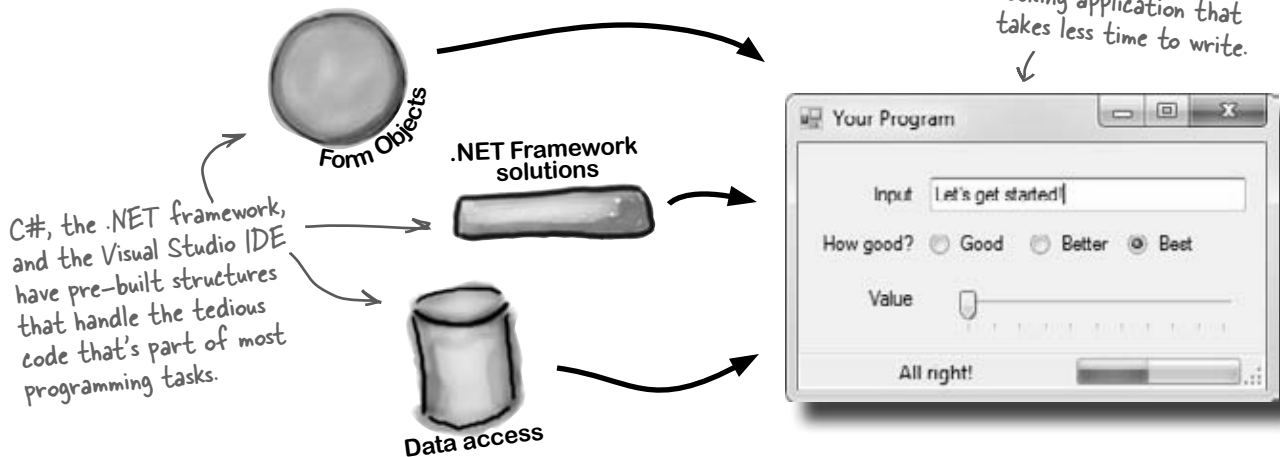 application that
takes less time to write.
Form Objects
.NET Framework
solutions
C#, the .NET framework,
and the Visual Studio IDE
have pre-built structures
that handle the tedious
code that's part of most
programming tasks.
Data access
Your Program
Input Let's get started!
How good? Good Better Best
Value
All right!